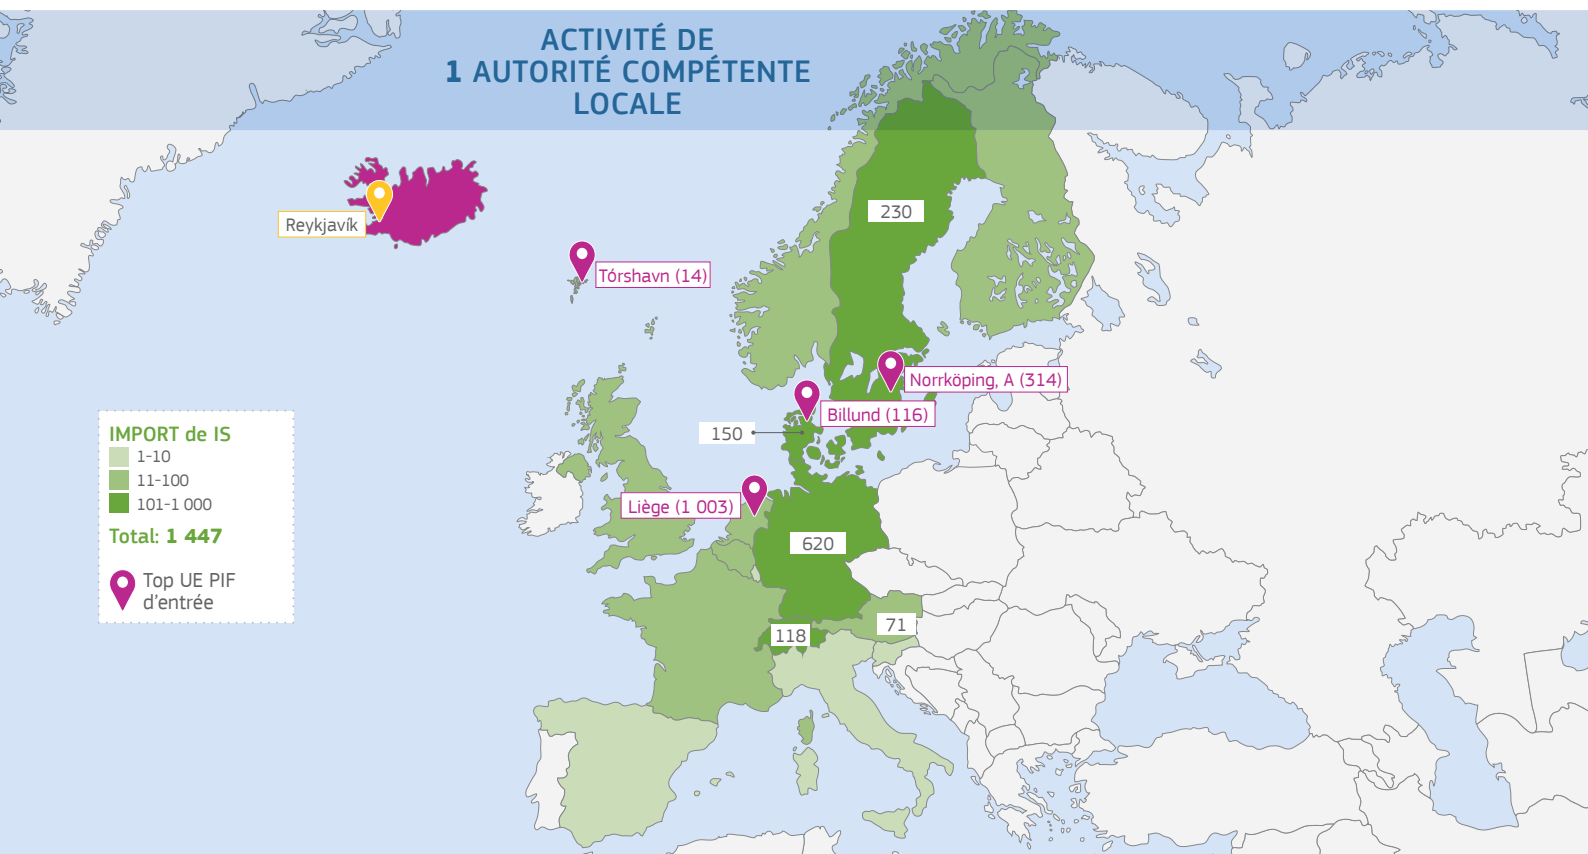 ACTIVITÉ DE
1 AUTORITÉ COMPÉTENTE
LOCALE
230
Reykjavík
Tórshavn (14)
Norrköping, A (314)
Billund (116)
150
IMPORT de IS
1-10
11-100
101-1 000
Total: 1 447
Top UE PIF
d'entrée
Liège (1 003)
620
71
118